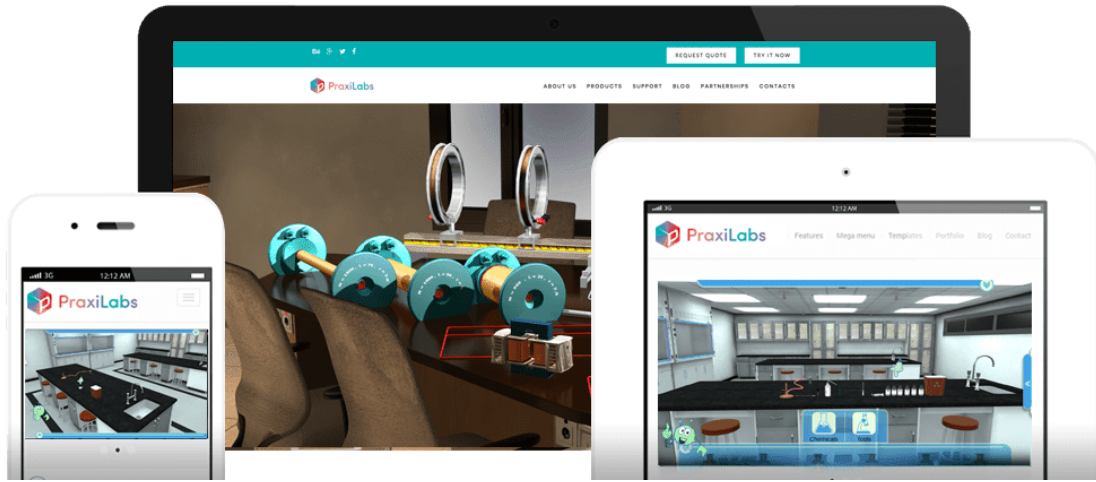 Bē
REQUEST QUOTE
TRY IT NOW
PraxiLabs
ABOUT US PRODUCTS SUPPORT BLOG PARTNERSHIPS CONTACTS
3G 12:12 AM
PraxiLabs
3G 12:12 AM
PraxiLabs
Features Mega menu Templates Portfolio Blog Contact
Chemicals Tools